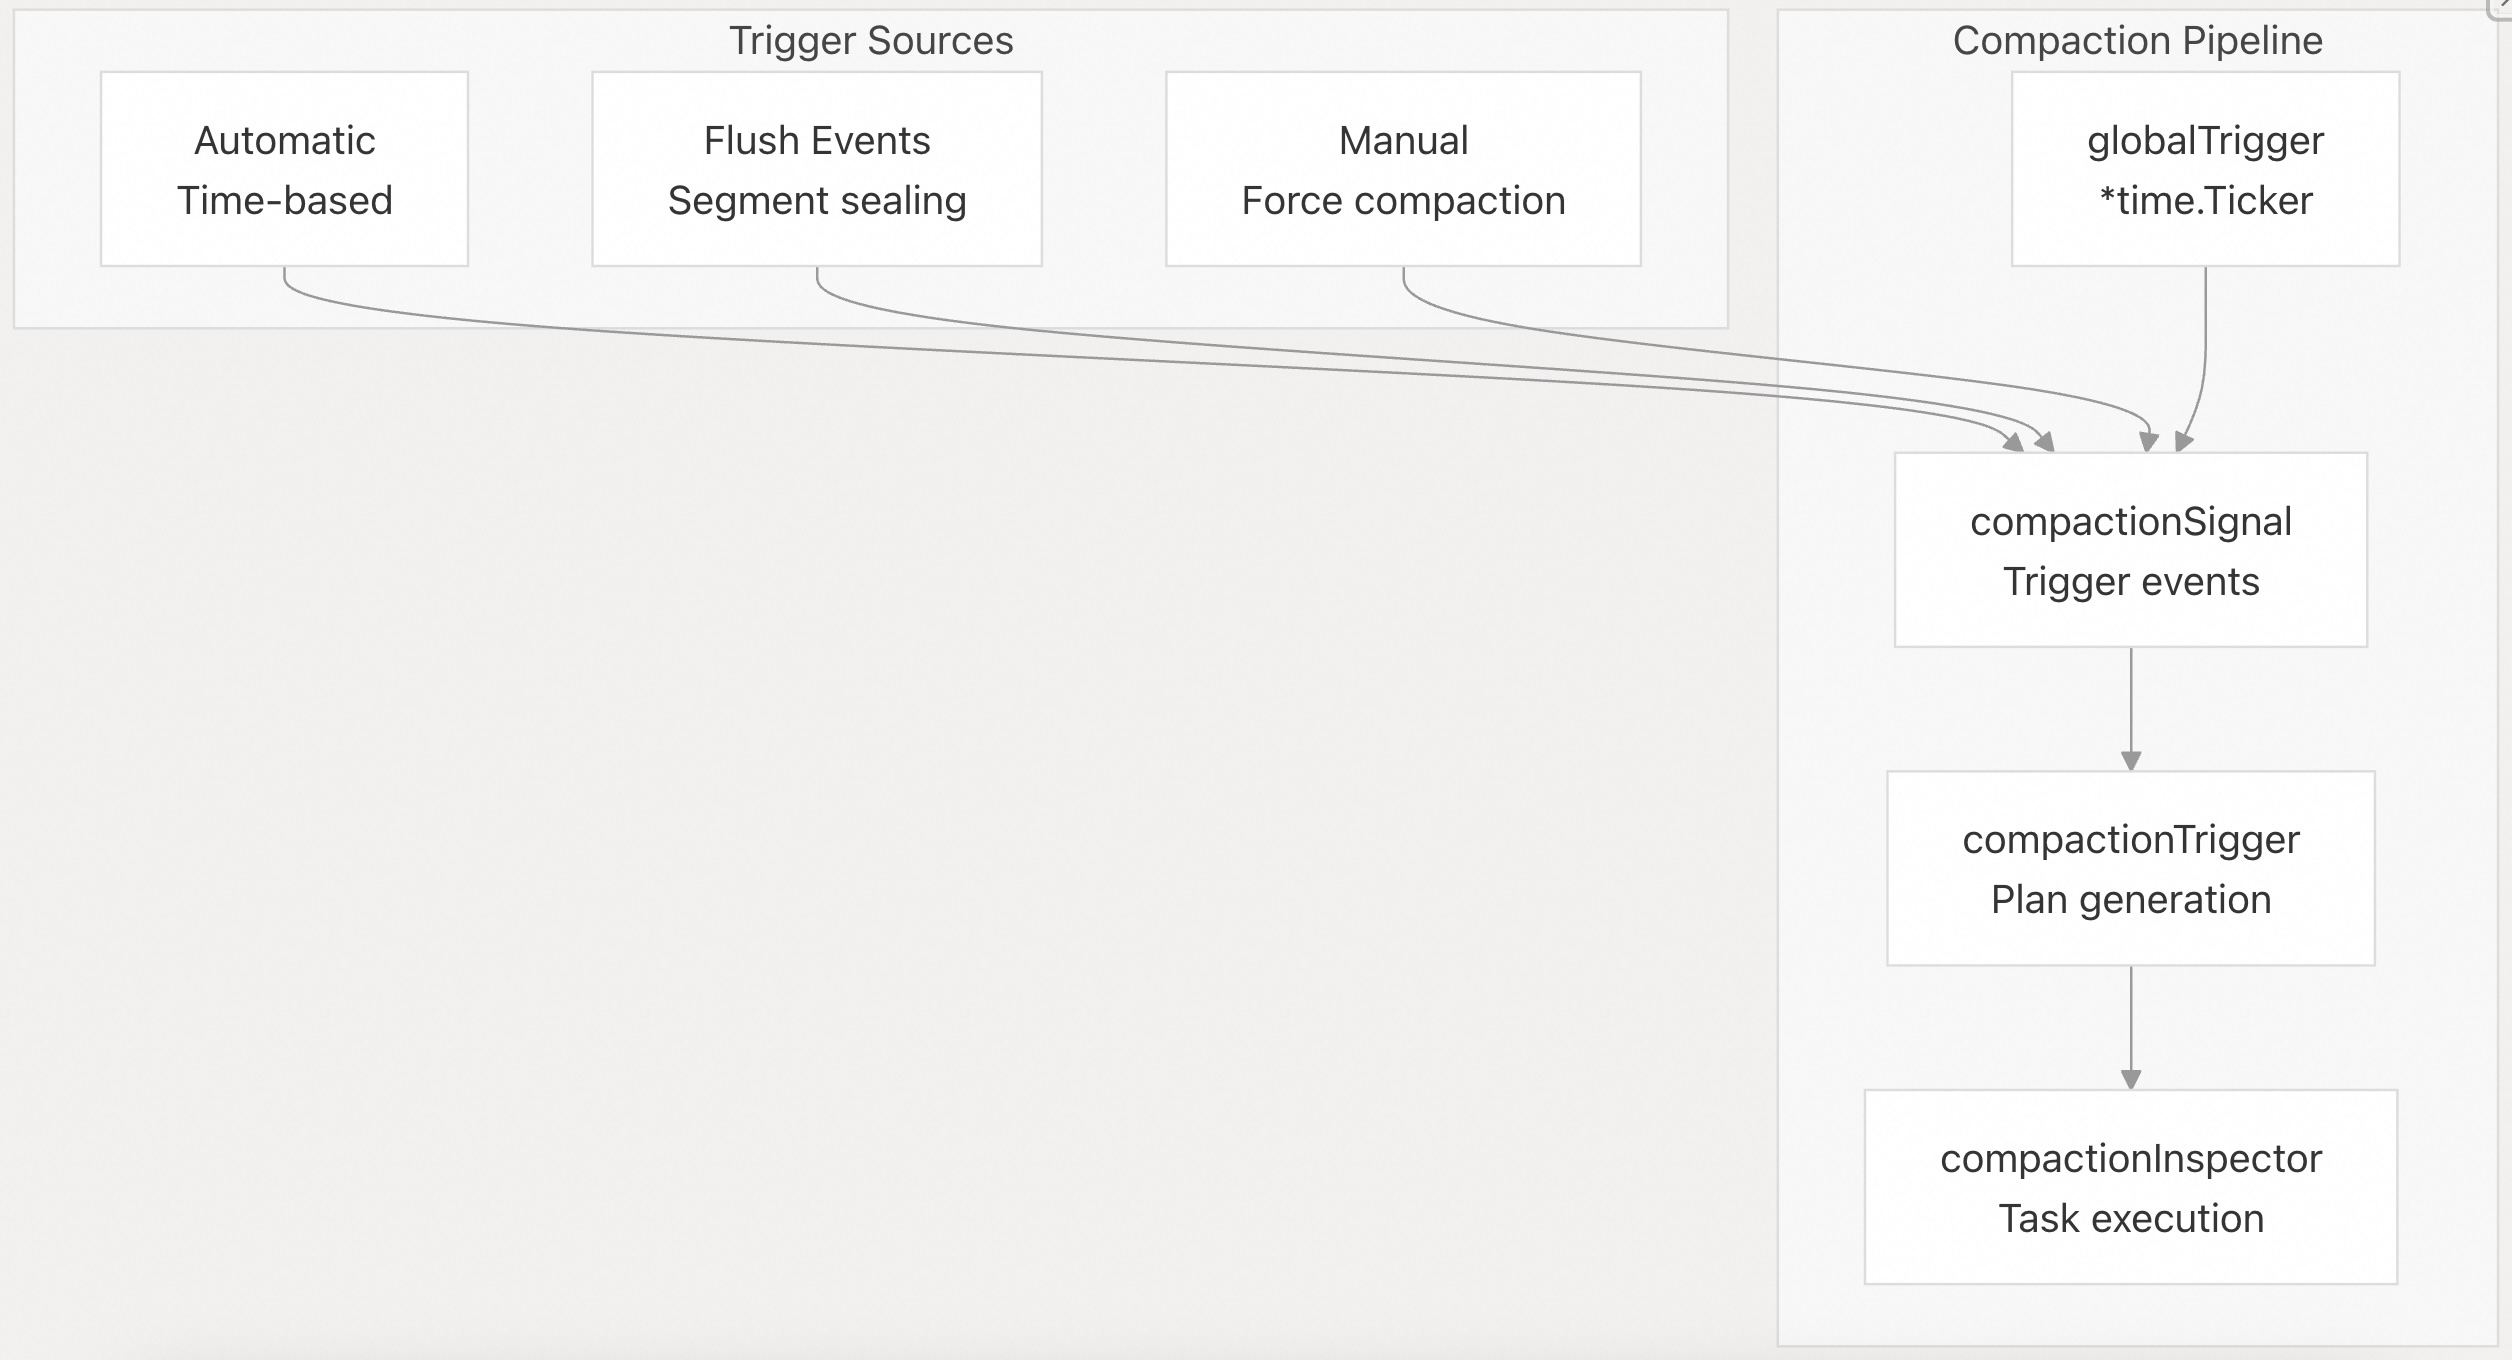 Trigger Sources
Automatic
Time-based
Flush Events
Segment sealing
Manual
Force compaction
Compaction Pipeline
globalTrigger
*time.Ticker
compactionSignal
Trigger events
compactionTrigger
Plan generation
compactionInspector
Task execution